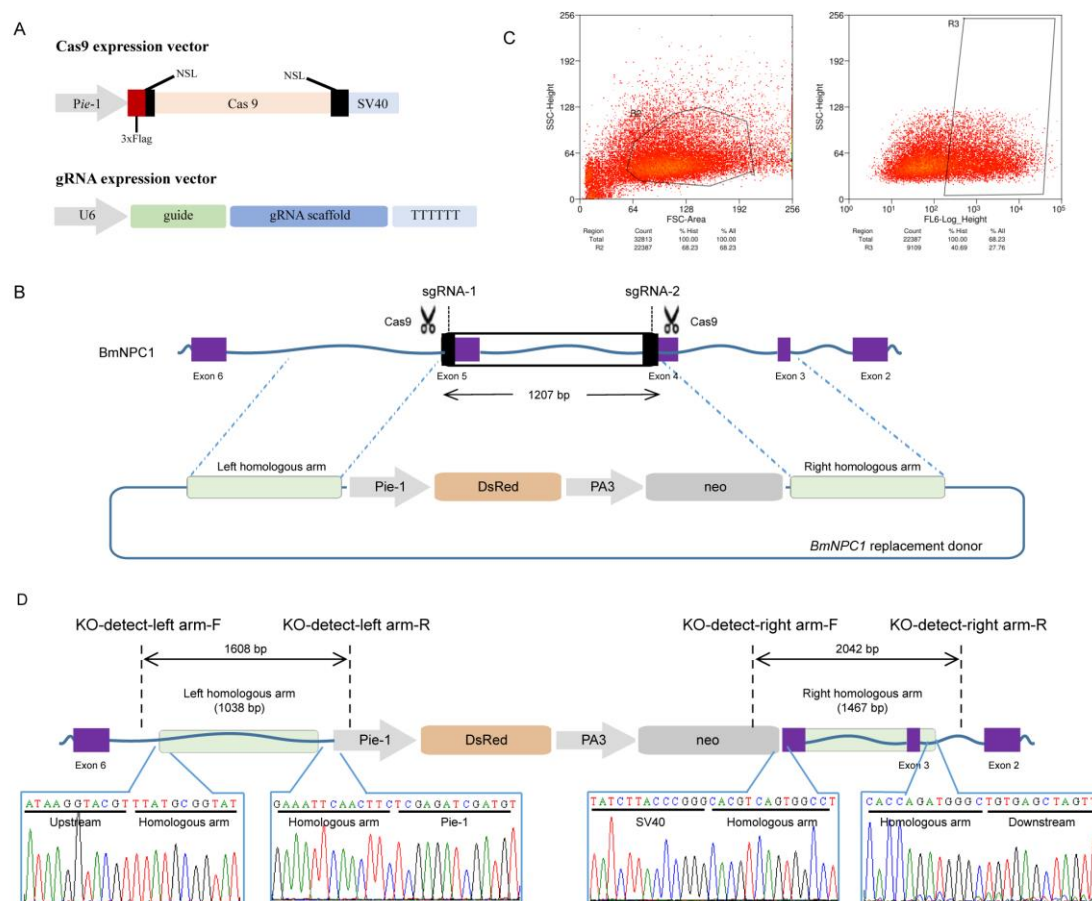 A
Cas9 expression vector
NSL NSL
Pie-1 Cas 9 SV40
3xFlag
gRNA expression vector
U6 guide gRNA scaffold TTTTTT
C
256
192
128
64
0
SSC-Height
R2
64 128 192 256
FSC-Area
Region Count % Hist % All
Total 32813 100.00 100.00
R2 22387 68.23 68.23
256
192
128
64
0
SSC-Height
R3
10⁰ 10¹ 10² 10³ 10⁴ 10⁵
FL6-Log_Height
Region Count % Hist % All
Total 22387 100.00 68.23
R3 9109 40.69 27.76
B
sgRNA-1 sgRNA-2
Cas9 Cas9
BmNPC1
Exon 6 Exon 5 Exon 4 Exon 3 Exon 2
1207 bp
Left homologous arm Right homologous arm
Pie-1 DsRed PA3 neo
BmNPC1 replacement donor
D
KO-detect-left arm-F KO-detect-left arm-R KO-detect-right arm-F KO-detect-right arm-R
1608 bp 2042 bp
Left homologous arm Right homologous arm
(1038 bp) (1467 bp)
Pie-1 DsRed PA3 neo
Exon 6 Exon 3 Exon 2
ATAAGGTACGTTTATGCGGTAT
Upstream Homologous arm
GAAATTCAACTTCTCGAGATCGATGT
Homologous arm Pie-1
TATCTTACCCGGGCACGTCAGTGGCCT
SV40 Homologous arm
CACCAGATGGGCTGTGAGCTAGTT
Homologous arm Downstream